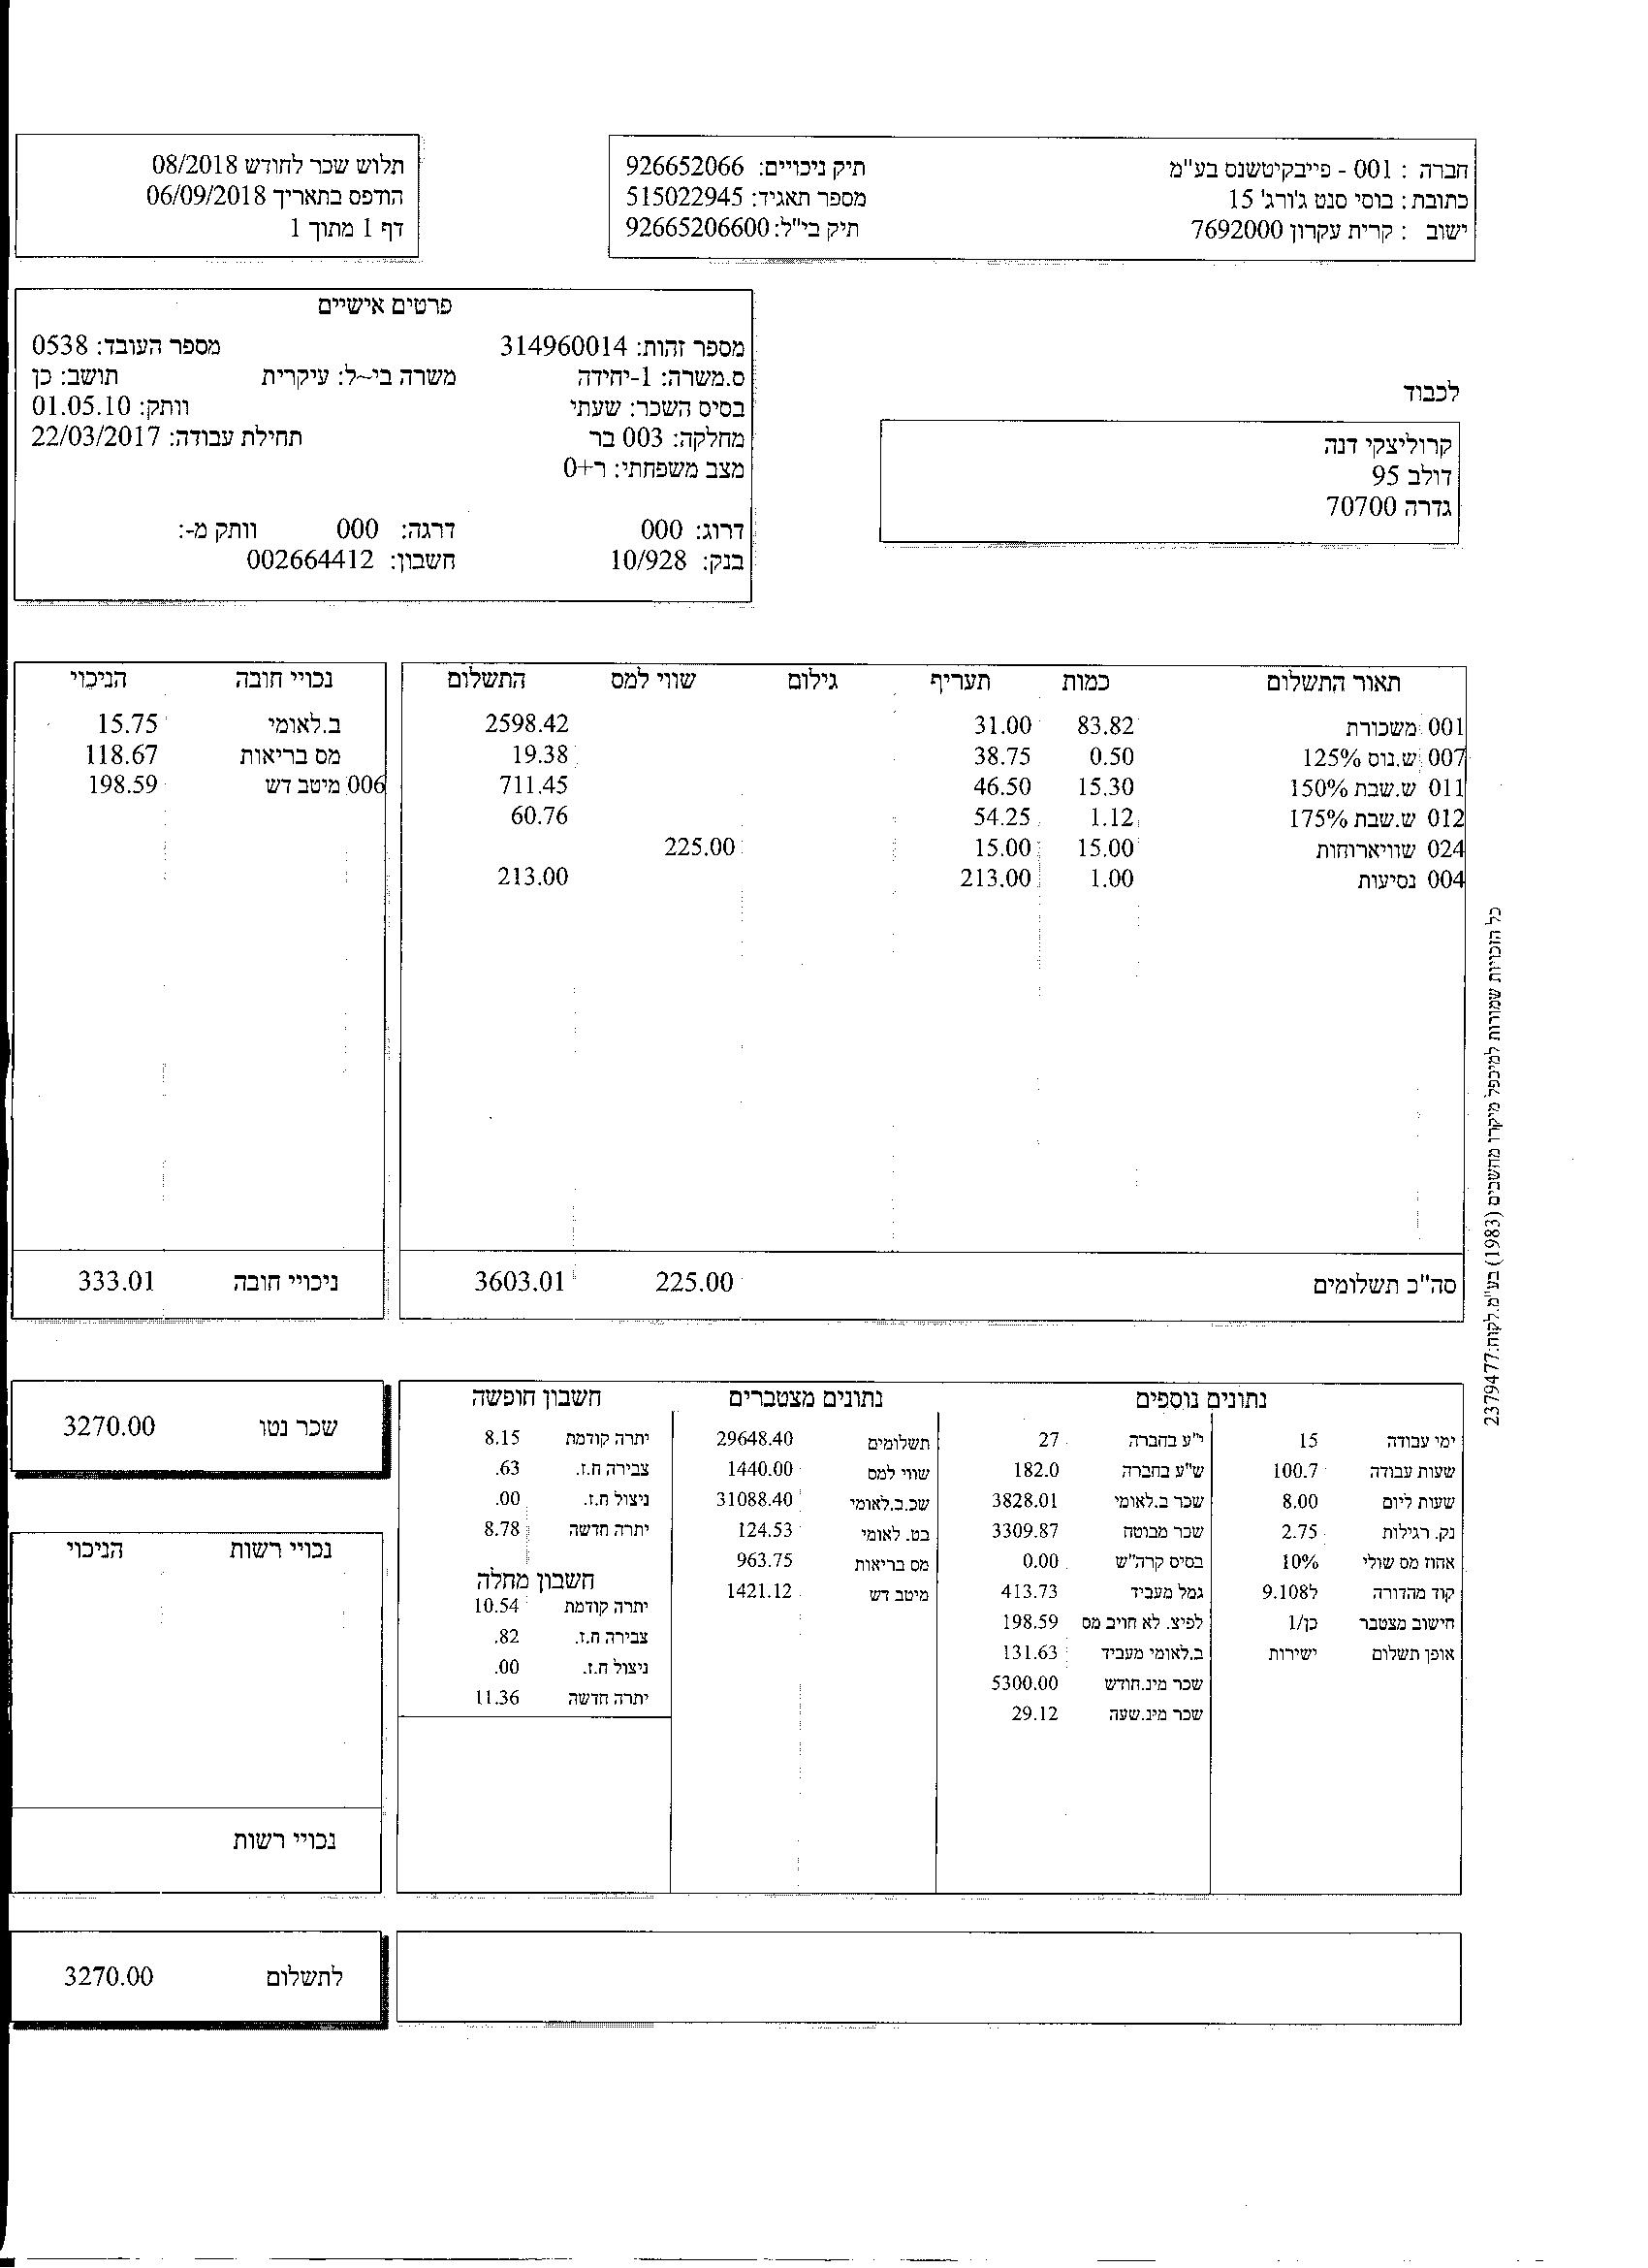 חברה : 001 - פייבקיטשנס בע"מ תיק ניכויים: 926652066
כתובת : בוסי סנט ג'ורג' 15 מספר תאגיד: 515022945
ישוב : קרית עקרון 7692000 תיק בי"ל: 92665206600
תלוש שכר לחודש 08/2018
הודפס בתאריך 06/09/2018
דף 1 מתוך 1
פרטים אישיים
מספר זהות: 314960014 מספר העובד: 0538
ס.משרה: 1-יחידה משרה בי~ל: עיקרית תושב: כן
בסיס השכר: שעתי וותק: 01.05.10
מחלקה: 003 בר תחילת עבודה: 22/03/2017
מצב משפחתי: ר+0
דרוג: 000 דרגה: 000 וותק מ-:
בנק: 10/928 חשבון: 002664412
לכבוד
קרוליצקי דנה
דולב 95
גדרה 70700
תאור התשלום כמות תעריף גילום שווי למס התשלום
001 משכורת 83.82 31.00 2598.42
007 ש.נוס 125% 0.50 38.75 19.38
011 ש.שבת 150% 15.30 46.50 711.45
012 ש.שבת 175% 1.12 54.25 60.76
024 שוויארוחות 15.00 15.00 225.00
004 נסיעות 1.00 213.00 213.00
סה"כ תשלומים 225.00 3603.01
נכויי חובה הניכוי
ב.לאומי 15.75
מס בריאות 118.67
006 מיטב דש 198.59
ניכויי חובה 333.01
כל הזכויות שמורות למיכפל מיקרו מחשבים (1983) בע"מ.לקוח:2379477
נתונים נוספים
ימי עבודה 15
שעות עבודה 100.7
שעות ליום 8.00
נק. רגילות 2.75
אחוז מס שולי 10%
קוד מהדורה 9.108ל
חישוב מצטבר כן/1
אופן תשלום ישירות
י"ע בחברה 27
ש"ע בחברה 182.0
שכר ב.לאומי 3828.01
שכר מבוטח 3309.87
בסיס קרה"ש 0.00
גמל מעביד 413.73
לפיצ. לא חויב מס 198.59
ב.לאומי מעביד 131.63
שכר מינ.חודש 5300.00
שכר מינ.שעה 29.12
נתונים מצטברים
תשלומים 29648.40
שווי למס 1440.00
שכ.ב.לאומי 31088.40
בט. לאומי 124.53
מס בריאות 963.75
מיטב דש 1421.12
חשבון חופשה
יתרה קודמת 8.15
צבירה ח.ז. .63
ניצול ח.ז. .00
יתרה חדשה 8.78
חשבון מחלה
יתרה קודמת 10.54
צבירה ח.ז. .82
ניצול ח.ז. .00
יתרה חדשה 11.36
שכר נטו 3270.00
נכויי רשות הניכוי
נכויי רשות
לתשלום 3270.00